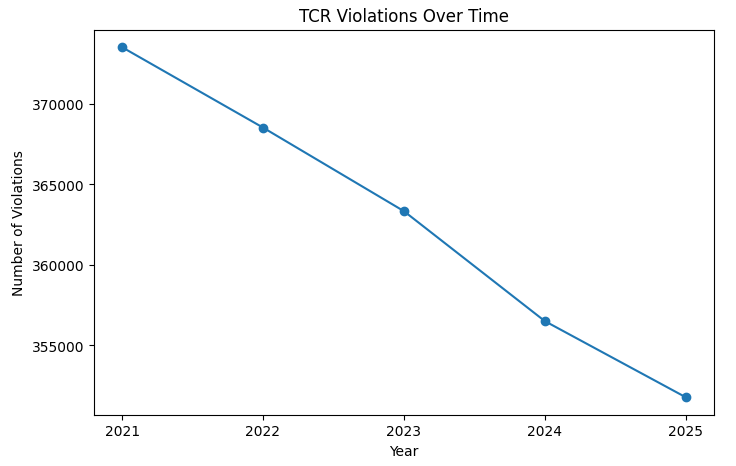 TCR Violations Over Time
Number of Violations
370000
365000
360000
355000
2021 2022 2023 2024 2025
Year